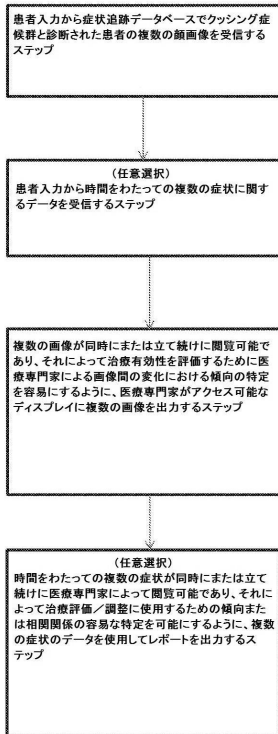 患者入力から症状追跡データベースでクッシング症
候群と診断された患者の複数の顔画像を受信する
ステップ
(任意選択)
患者入力から時間をわたっての複数の症状に関す
るデータを受信するステップ
複数の画像が同時にまたは立て続けに閲覧可能で
あり、それによって治療有効性を評価するために医
療専門家による画像間の変化における傾向の特定
を容易にするように、医療専門家がアクセス可能な
ディスプレイに複数の画像を出力するステップ
(任意選択)
時間をわたっての複数の症状が同時にまたは立て
続けに医療専門家によって閲覧可能であり、それに
よって治療評価/調整に使用するための傾向また
は相関関係の容易な特定を可能にするように、複数
の症状のデータを使用してレポートを出力するス
テップ